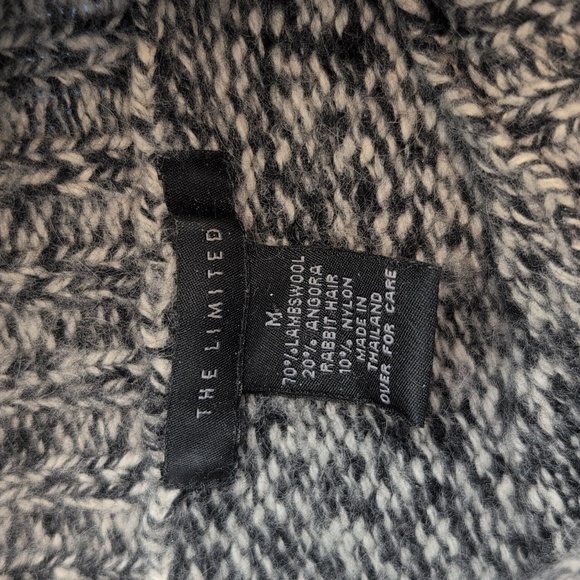 THE LIMITED
M
70% LAMBSWOOL
20% ANGORA
RABBIT HAIR
10% NYLON
MADE IN
THAILAND
OVER FOR CARE